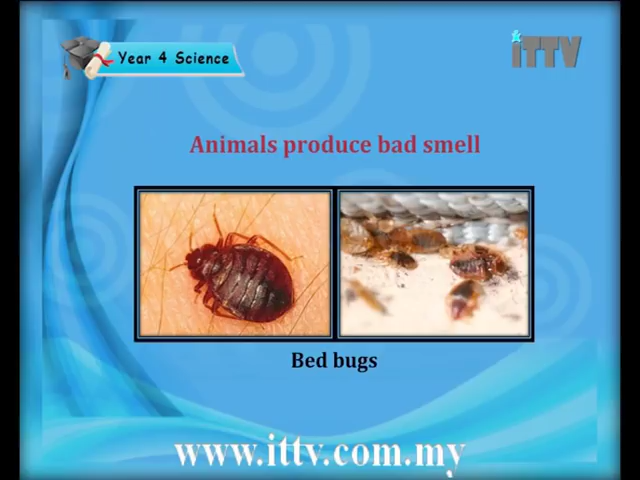 Year 4 Science
iTTV
Animals produce bad smell
Bed bugs
www.ittv.com.my